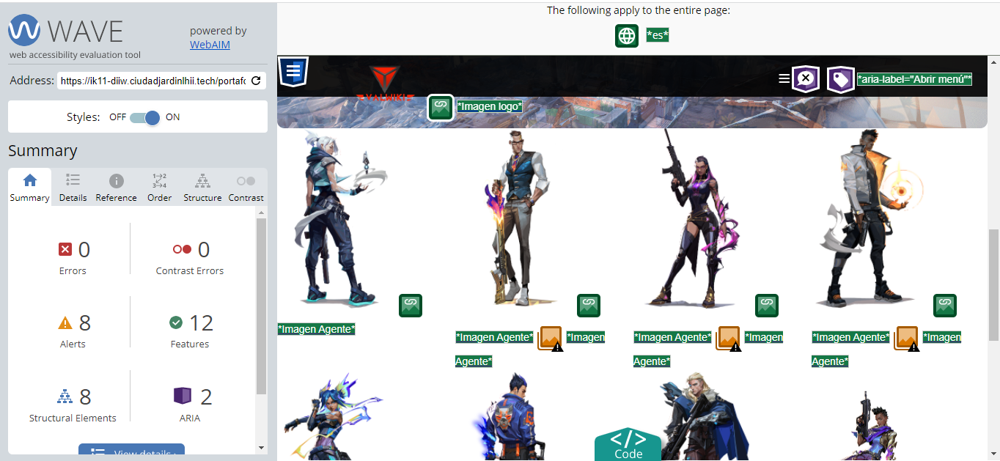 WAVE
powered by
WebAIM
web accessibility evaluation tool
Address: https://ik11-diiw.ciudadjardinlhii.tech/portafo
Styles: OFF ON
Summary
Summary Details Reference Order Structure Contrast
0 0
Errors Contrast Errors
8 12
Alerts Features
8 2
Structural Elements ARIA
View details
The following apply to the entire page:
*es*
*aria-label="Abrir menú"*
VALWIKI
*Imagen logo*
*Imagen Agente*
*Imagen Agente* *Imagen Agente*
*Imagen Agente* *Imagen Agente*
*Imagen Agente* *Imagen Agente*
</>
Code